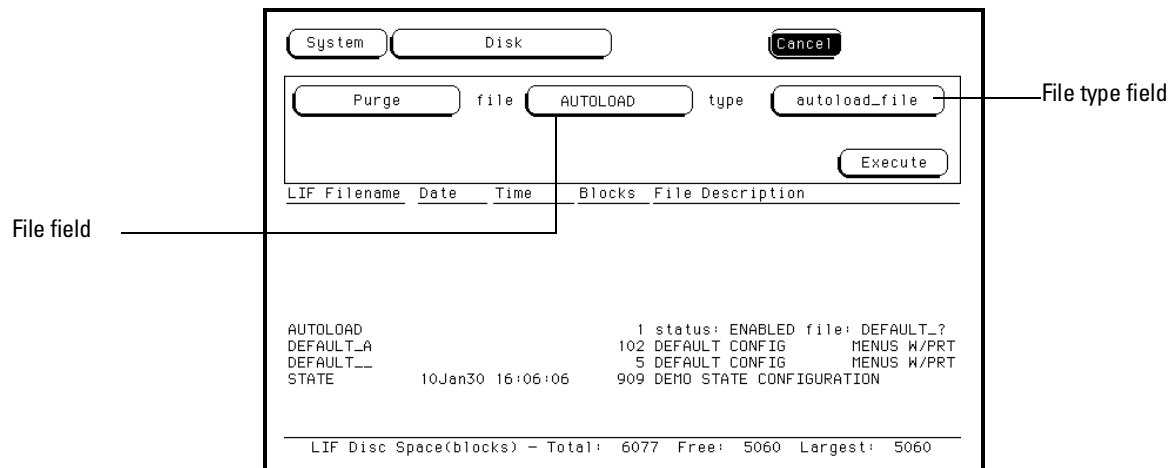 System Disk Cancel
Purge file AUTOLOAD type autoload_file
File type field
Execute
LIF Filename Date Time Blocks File Description
File field
AUTOLOAD 1 status: ENABLED file: DEFAULT_?
DEFAULT_A 102 DEFAULT CONFIG MENUS W/PRT
DEFAULT__ 5 DEFAULT CONFIG MENUS W/PRT
STATE 10Jan30 16:06:06 909 DEMO STATE CONFIGURATION
LIF Disc Space(blocks) – Total: 6077 Free: 5060 Largest: 5060